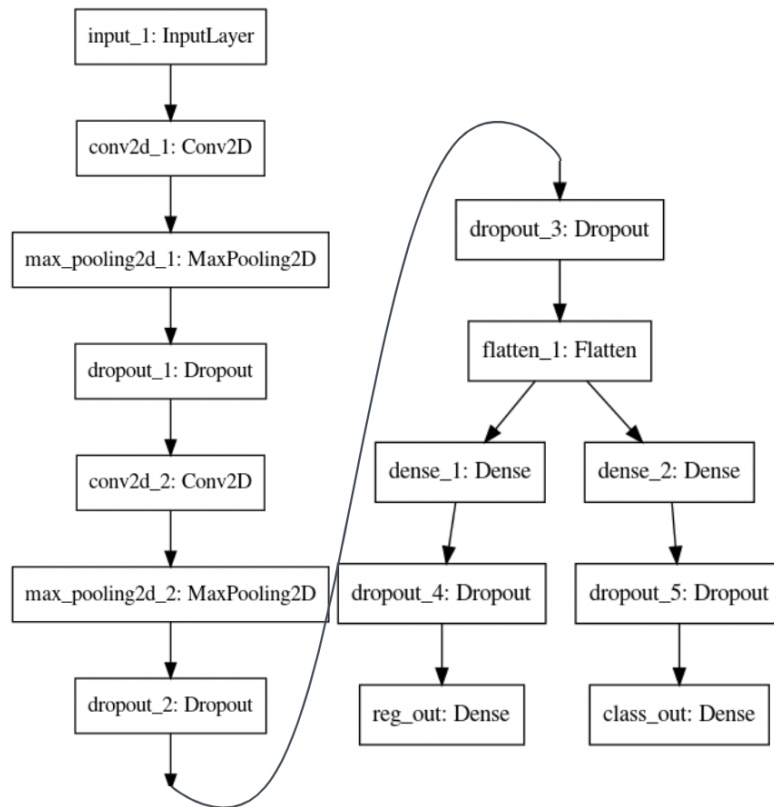 input_1: InputLayer
conv2d_1: Conv2D
max_pooling2d_1: MaxPooling2D
dropout_1: Dropout
conv2d_2: Conv2D
max_pooling2d_2: MaxPooling2D
dropout_2: Dropout
dropout_3: Dropout
flatten_1: Flatten
dense_1: Dense
dense_2: Dense
dropout_4: Dropout
dropout_5: Dropout
reg_out: Dense
class_out: Dense